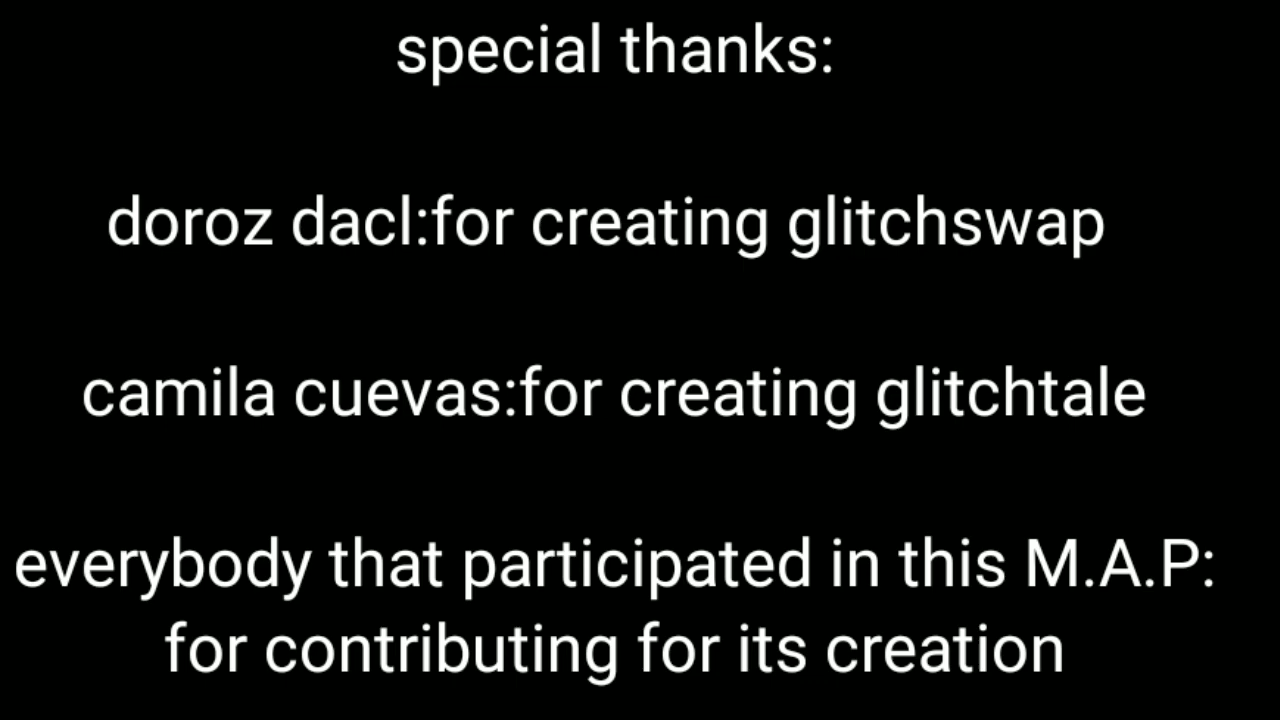 special thanks:
doroz dacl:for creating glitchswap
camila cuevas:for creating glitchtale
everybody that participated in this M.A.P:
for contributing for its creation